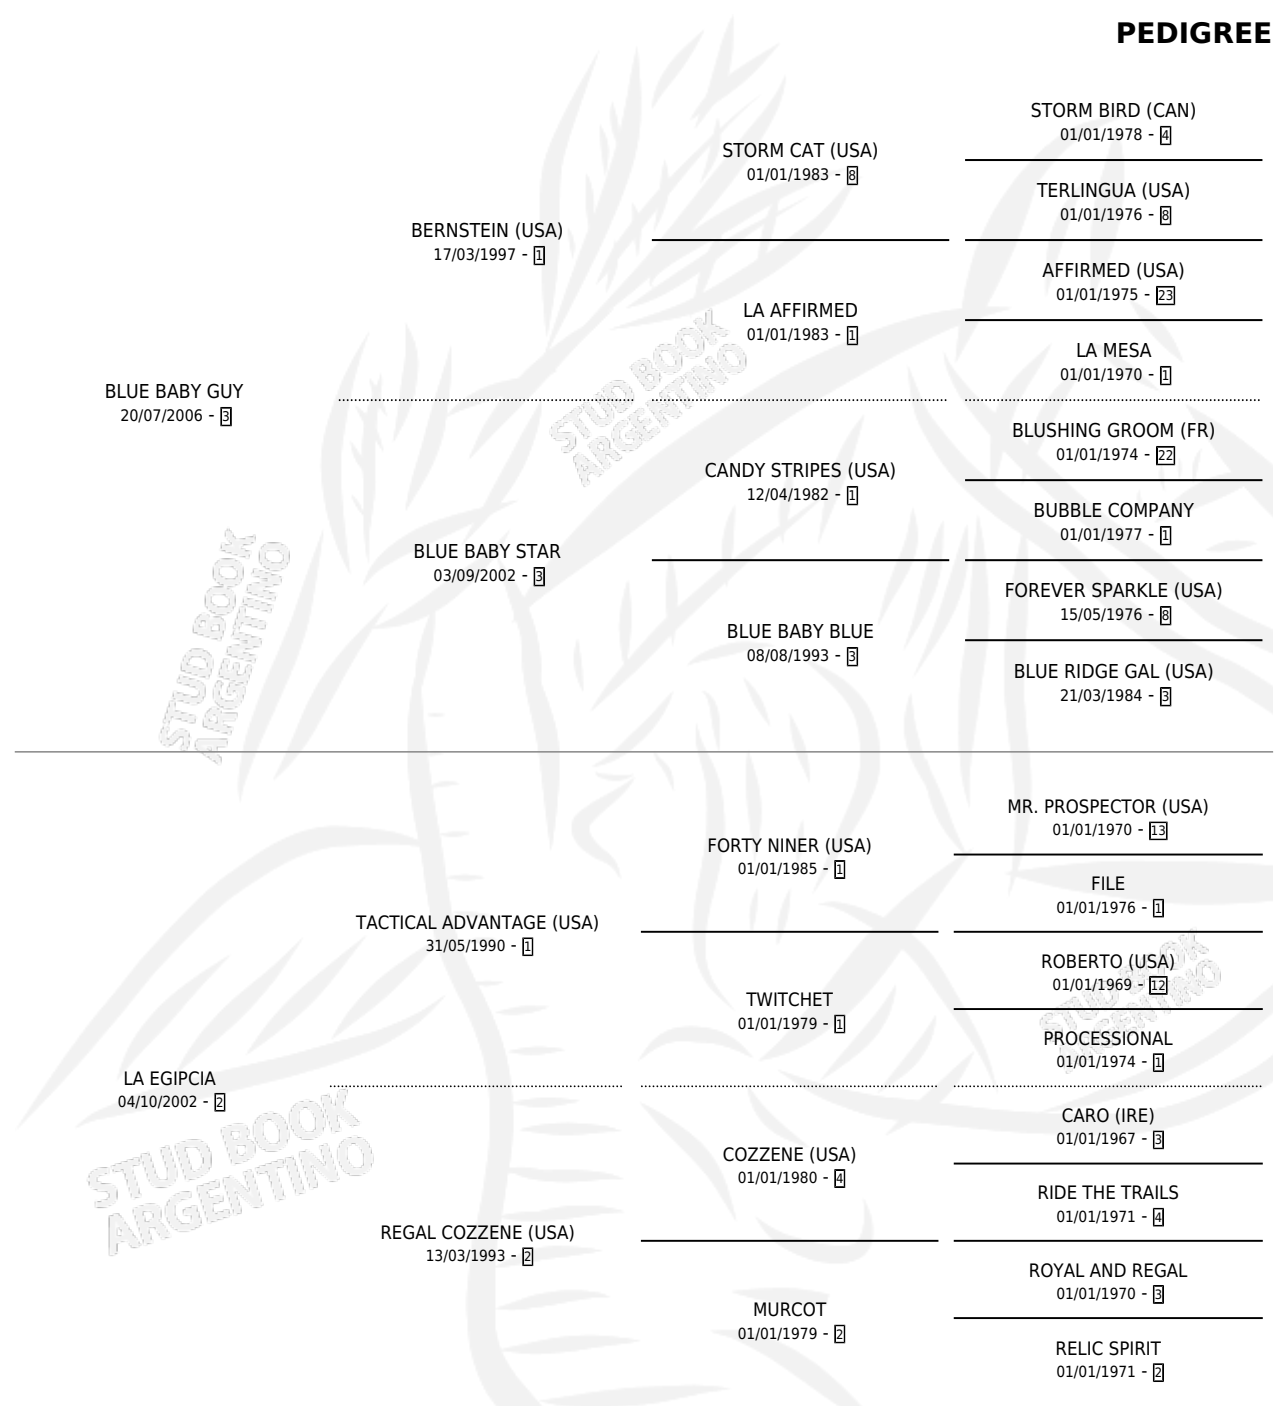 PEDIGREE
STORM BIRD (CAN)
01/01/1978 - 4
STORM CAT (USA)
01/01/1983 - 8
TERLINGUA (USA)
01/01/1976 - 8
BERNSTEIN (USA)
17/03/1997 - 1
AFFIRMED (USA)
01/01/1975 - 23
LA AFFIRMED
01/01/1983 - 1
LA MESA
01/01/1970 - 1
BLUE BABY GUY
20/07/2006 - 3
BLUSHING GROOM (FR)
01/01/1974 - 22
CANDY STRIPES (USA)
12/04/1982 - 1
BUBBLE COMPANY
01/01/1977 - 1
BLUE BABY STAR
03/09/2002 - 3
FOREVER SPARKLE (USA)
15/05/1976 - 8
BLUE BABY BLUE
08/08/1993 - 3
BLUE RIDGE GAL (USA)
21/03/1984 - 3
MR. PROSPECTOR (USA)
01/01/1970 - 13
FORTY NINER (USA)
01/01/1985 - 1
FILE
01/01/1976 - 1
TACTICAL ADVANTAGE (USA)
31/05/1990 - 1
ROBERTO (USA)
01/01/1969 - 12
TWITCHET
01/01/1979 - 1
PROCESSIONAL
01/01/1974 - 1
LA EGIPCIA
04/10/2002 - 2
CARO (IRE)
01/01/1967 - 3
COZZENE (USA)
01/01/1980 - 4
RIDE THE TRAILS
01/01/1971 - 4
REGAL COZZENE (USA)
13/03/1993 - 2
ROYAL AND REGAL
01/01/1970 - 3
MURCOT
01/01/1979 - 2
RELIC SPIRIT
01/01/1971 - 2
STUD BOOK
ARGENTINO
STUD BOOK
ARGENTINO
STUD BOOK
ARGENTINO
STUD BOOK
ARGENTINO